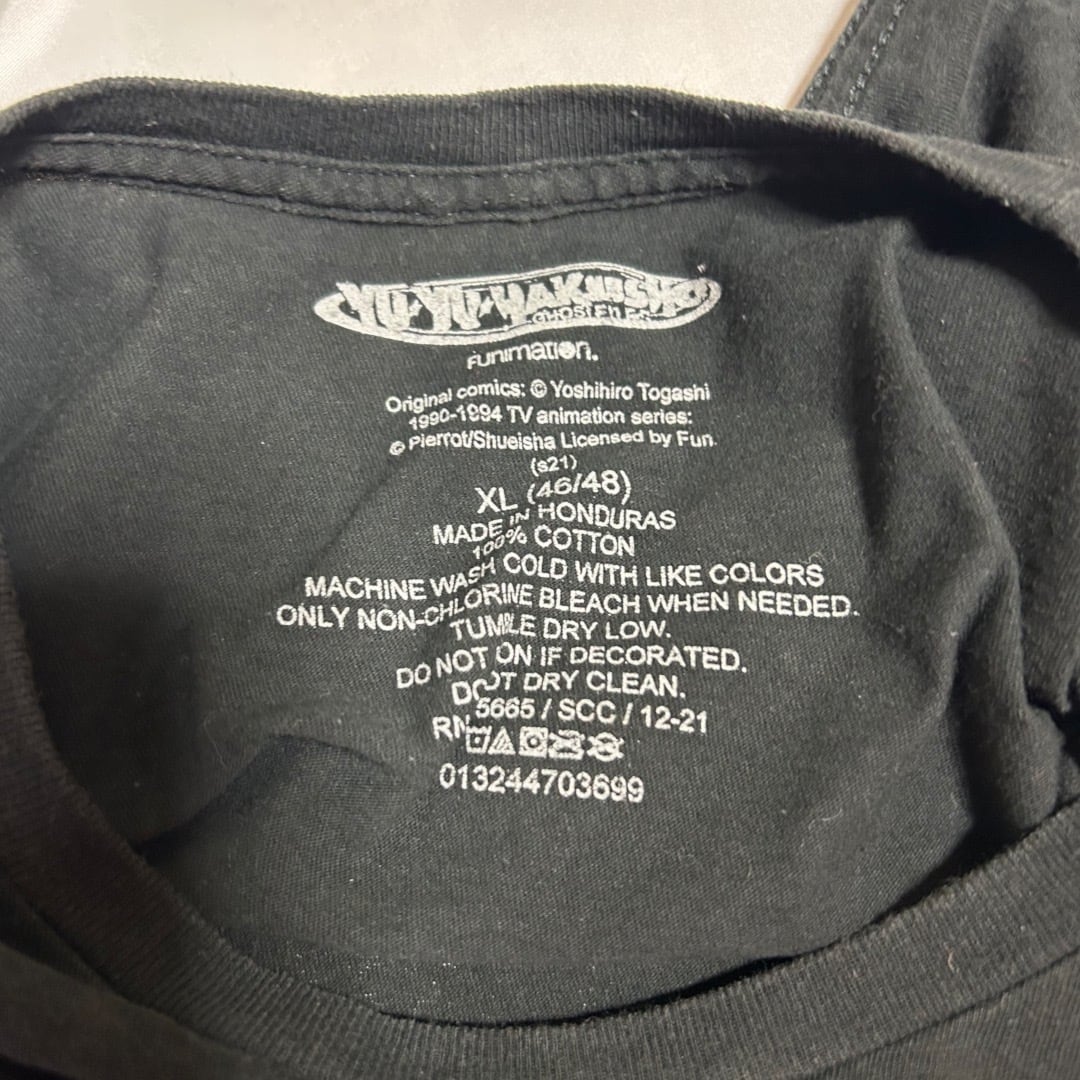 YU YU HAKUSHO
GHOST FILES
FUNIMATION.
Original comics: © Yoshihiro Togashi
1990-1994 TV animation series:
© Pierrot/Shueisha Licensed by Fun
(s21)
XL (46/48)
MADE IN HONDURAS
100% COTTON
MACHINE WASH COLD WITH LIKE COLORS
ONLY NON-CHLORINE BLEACH WHEN NEEDED.
TUMBLE DRY LOW.
DO NOT ON IF DECORATED.
DRY CLEAN.
5665 / SCC / 12-21
013244703699